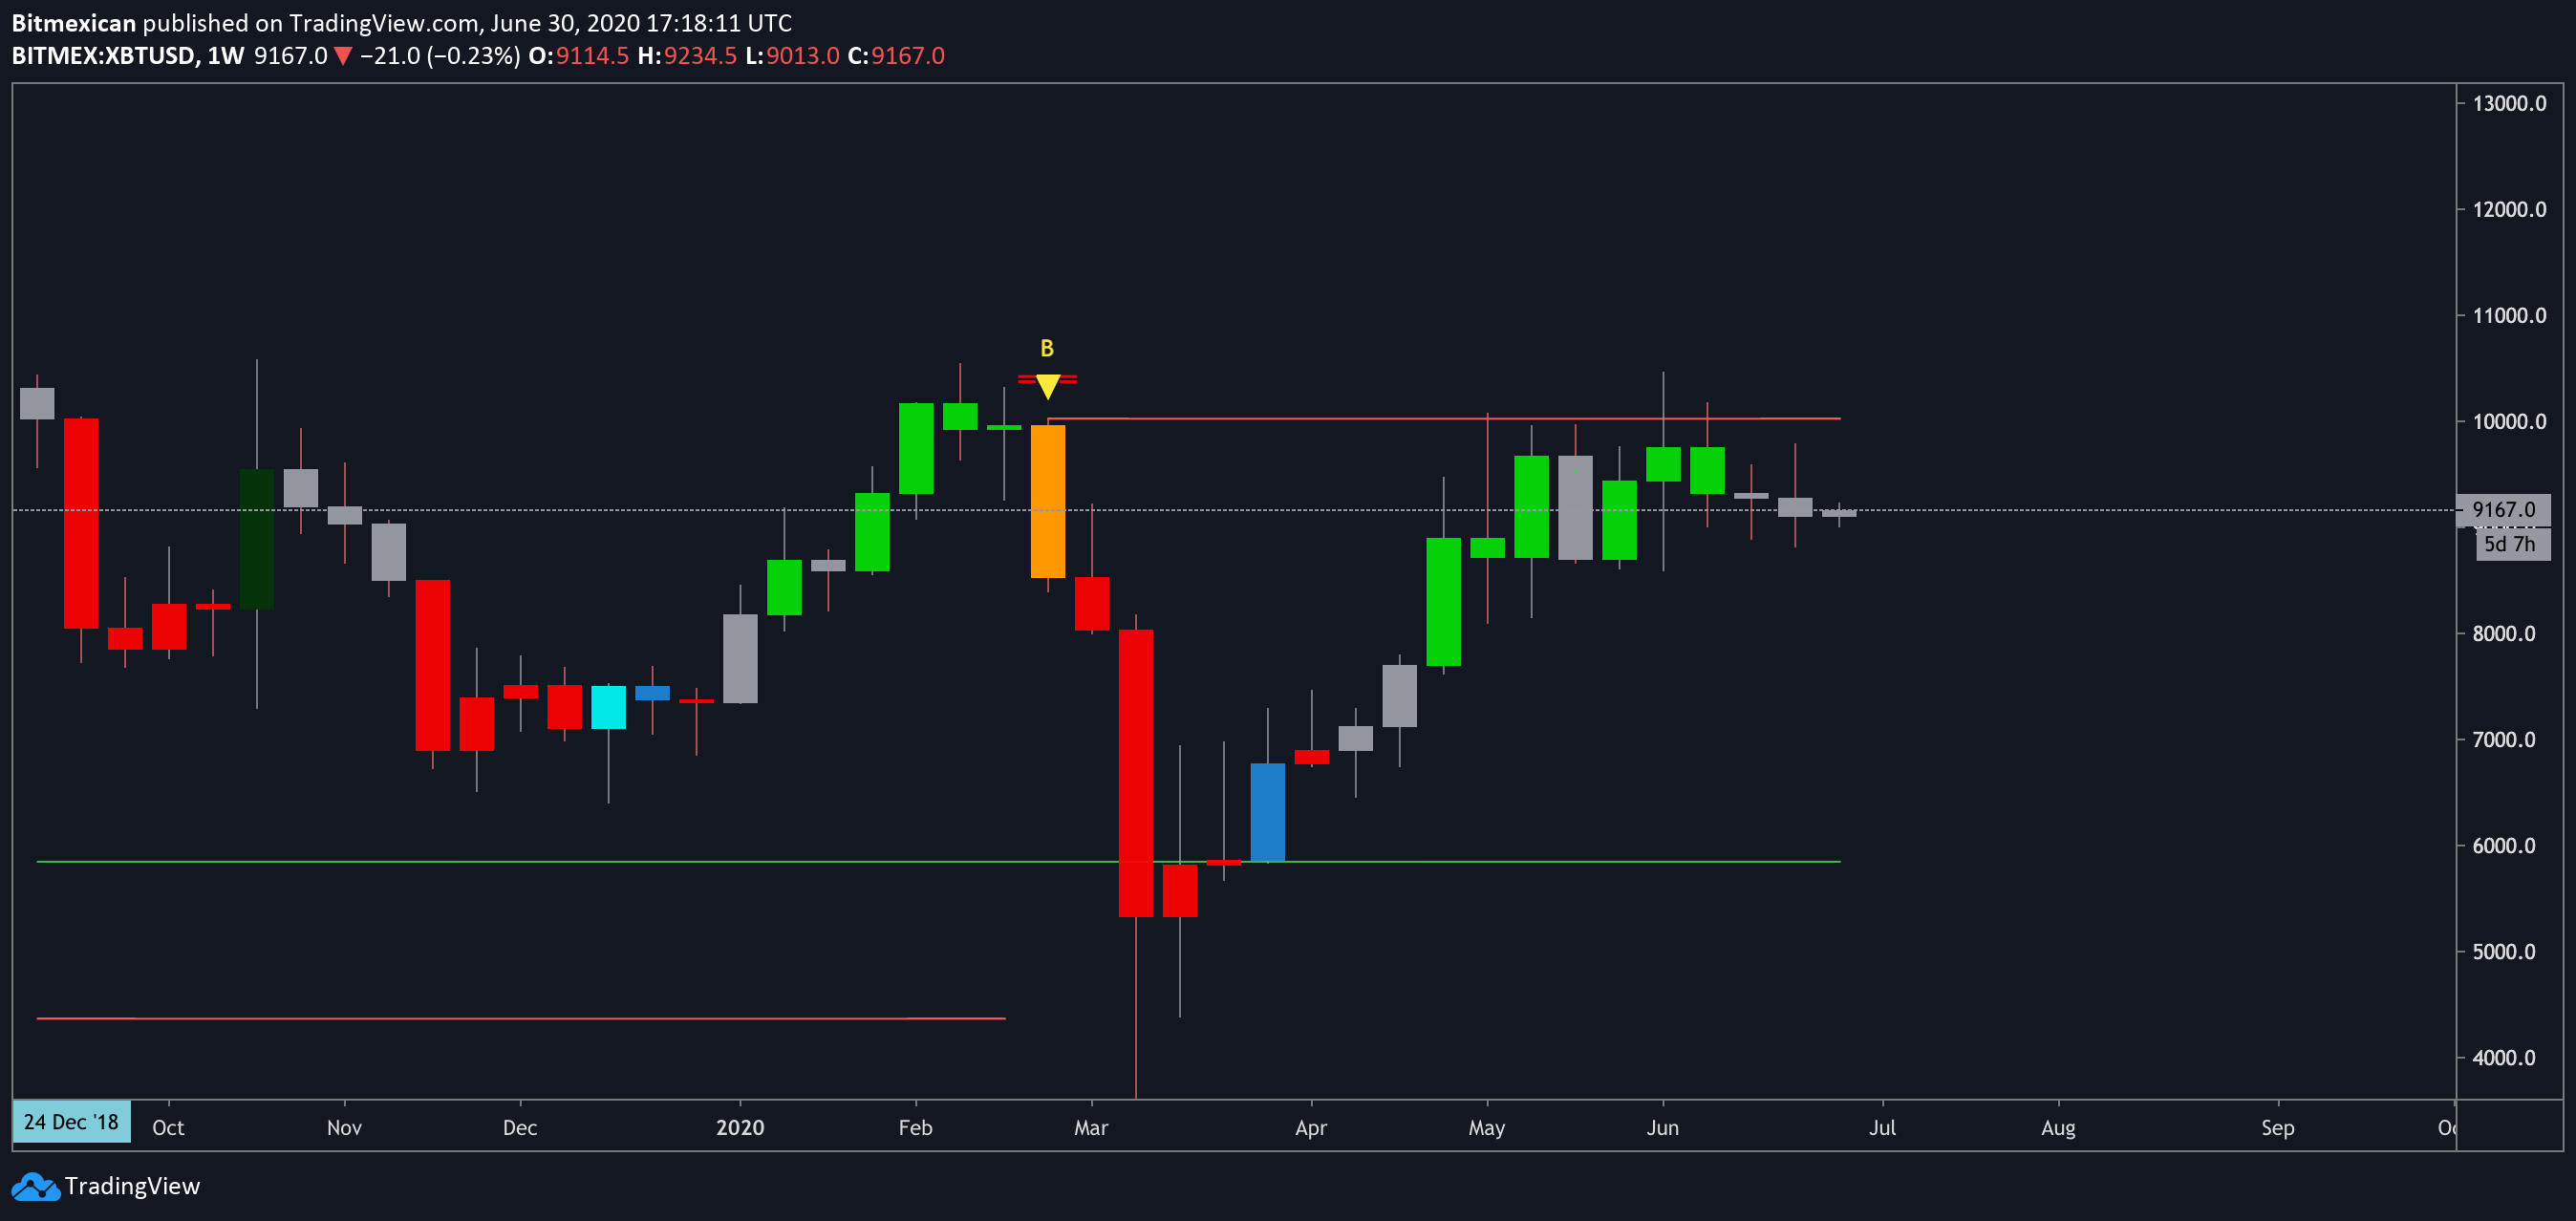 Bitmexican published on TradingView.com, June 30, 2020 17:18:11 UTC
BITMEX:XBTUSD, 1W 9167.0 ▼ −21.0 (−0.23%) O:9114.5 H:9234.5 L:9013.0 C:9167.0
13000.0
12000.0
11000.0
B
10000.0
9167.0
5d 7h
8000.0
7000.0
6000.0
5000.0
4000.0
24 Dec '18 Oct Nov Dec 2020 Feb Mar Apr May Jun Jul Aug Sep
TradingView